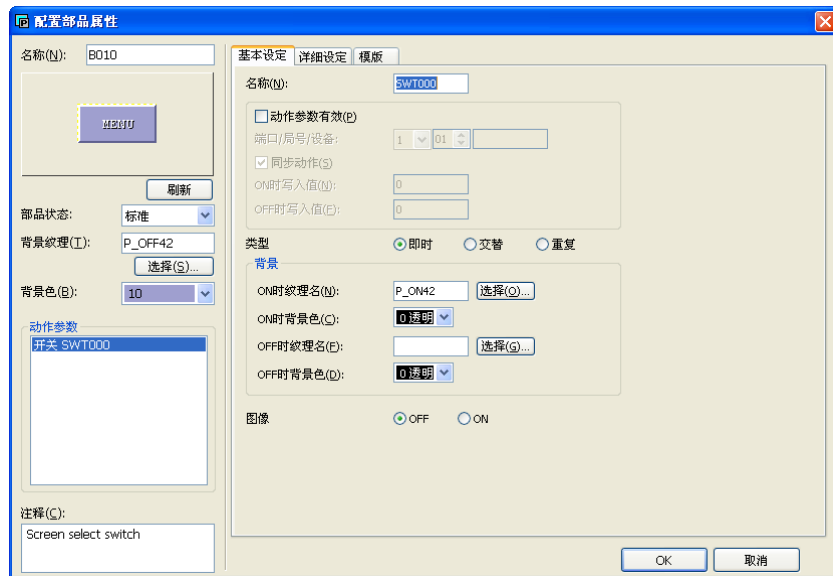 配置部品属性
名称(N): B010
MENU
刷新
部品状态: 标准
背景纹理(T): P_OFF42
选择(S)...
背景色(B): 10
动作参数
开关 SWT000
注释(C):
Screen select switch
基本设定 详细设定 模版
名称(N): SWT000
动作参数有效(P)
端口/局号/设备: 1 01
同步动作(S)
ON时写入值(N): 0
OFF时写入值(F): 0
类型 即时 交替 重复
背景
ON时纹理名(N): P_ON42 选择(O)...
ON时背景色(C): 0 透明
OFF时纹理名(F): 选择(G)...
OFF时背景色(D): 0 透明
图像 OFF ON
OK 取消